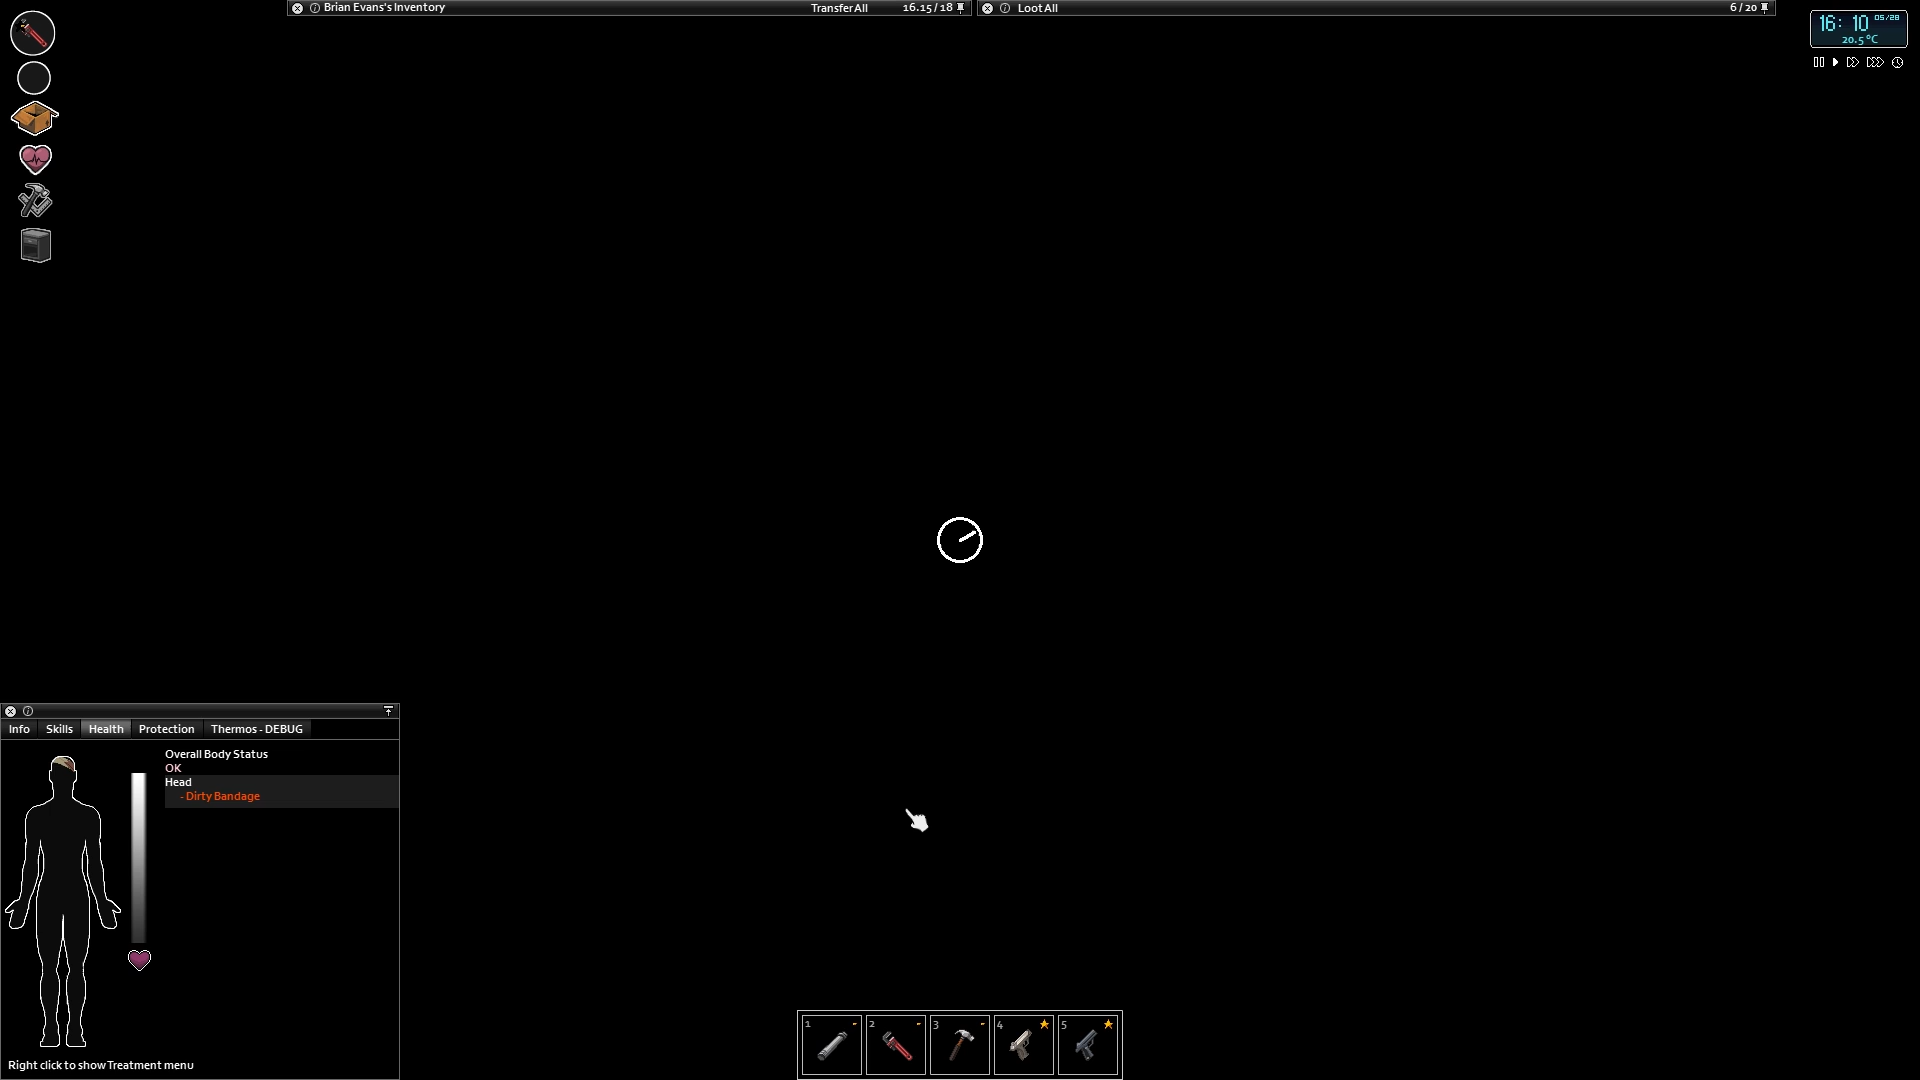 Brian Evans's Inventory
Transfer All
16.15 / 18
Loot All
6 / 20
16: 10
05/28
20.5 °C
Info
Skills
Health
Protection
Thermos - DEBUG
Overall Body Status
OK
Head
- Dirty Bandage
Right click to show Treatment menu
1
2
3
4
5